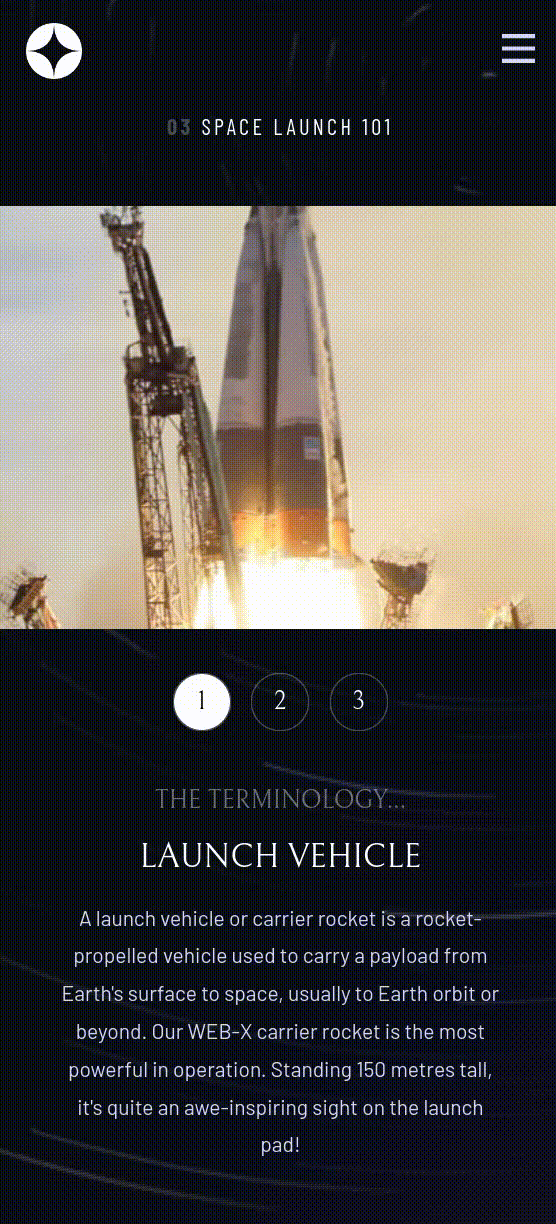 03 SPACE LAUNCH 101
1 2 3
THE TERMINOLOGY...
LAUNCH VEHICLE
A launch vehicle or carrier rocket is a rocket-
propelled vehicle used to carry a payload from
Earth's surface to space, usually to Earth orbit or
beyond. Our WEB-X carrier rocket is the most
powerful in operation. Standing 150 metres tall,
it's quite an awe-inspiring sight on the launch
pad!